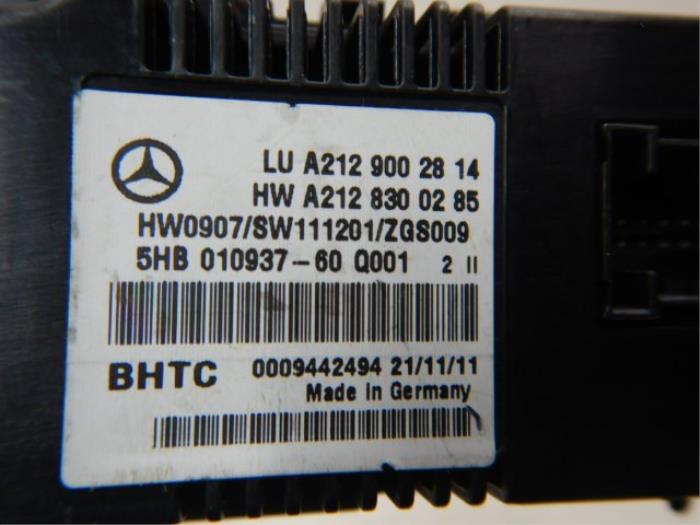 LU A212 900 28 14
HW A212 830 02 85
HW0907/SW111201/ZGS009
5HB 010937-60 Q001 2 II
BHTC 0009442494 21/11/11
Made in Germany